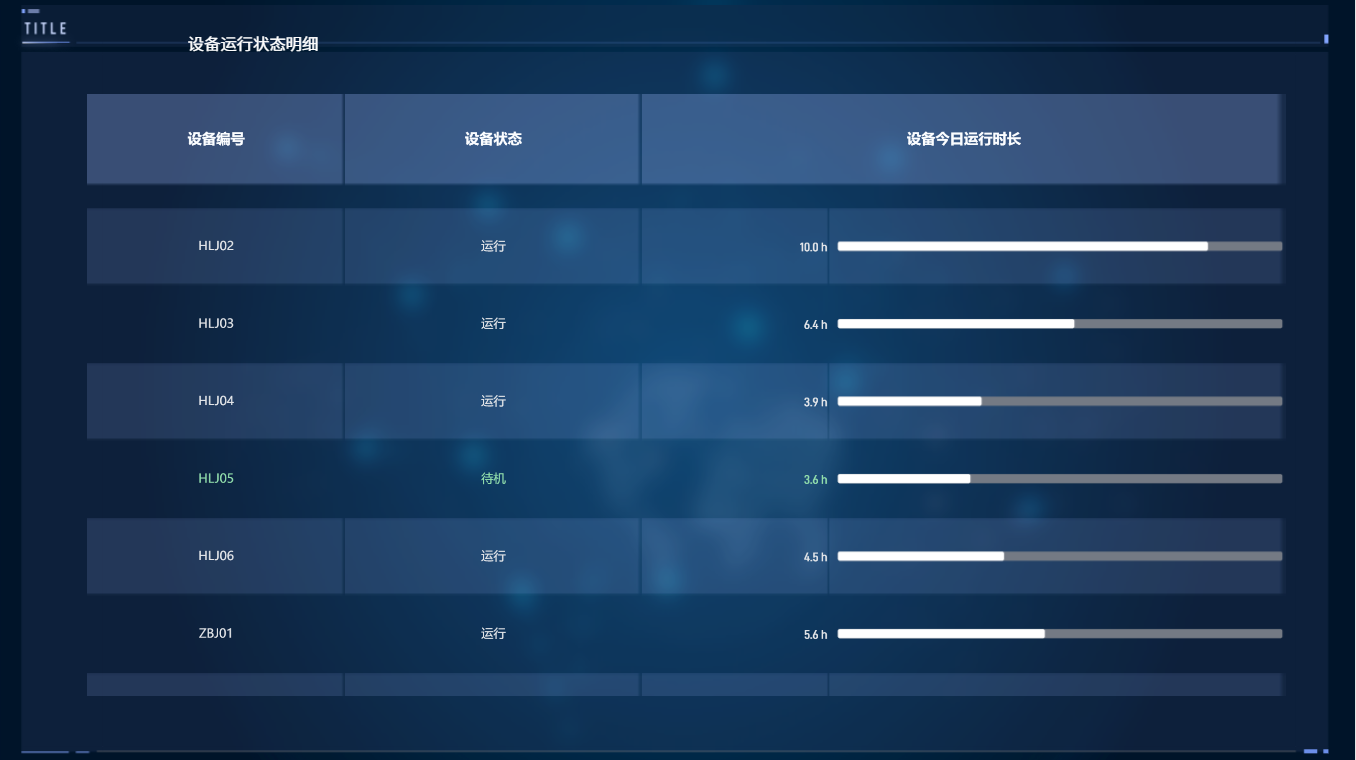 TITLE
设备运行状态明细
设备编号 设备状态 设备今日运行时长
HLJ02 运行 10.0 h
HLJ03 运行 6.4 h
HLJ04 运行 3.9 h
HLJ05 待机 3.6 h
HLJ06 运行 4.5 h
ZBJ01 运行 5.6 h